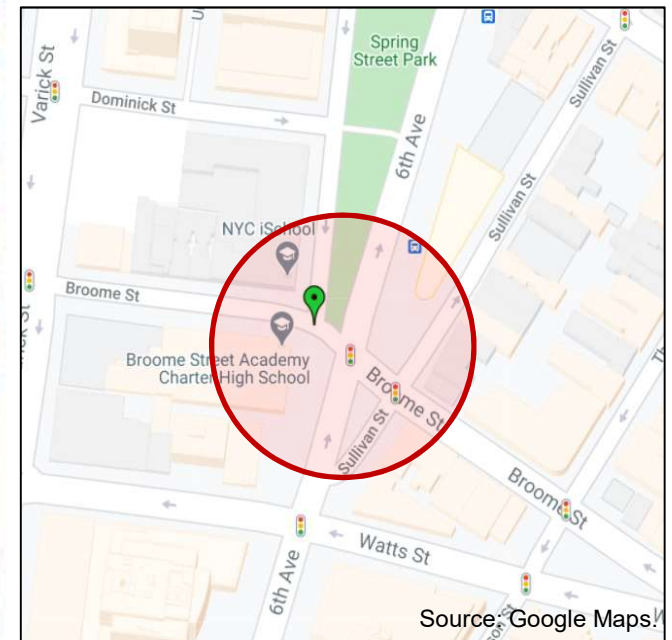 Spring
Street Park
Varick St
Dominick St
Sullivan St
6th Ave
Sullivan St
NYC iSchool
Broome St
Broome Street Academy
Charter High School
Broome St
Sullivan St
Broome St
Watts St
6th Ave
Source: Google Maps.